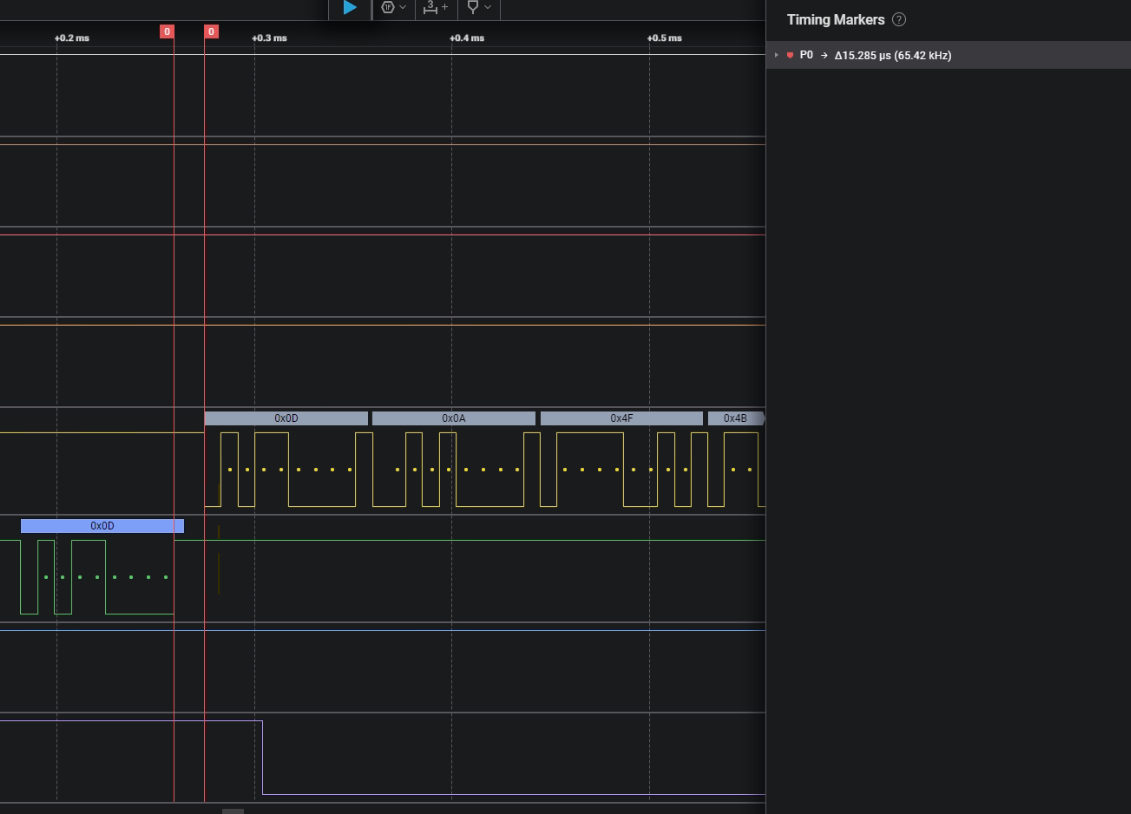 3 +
Timing Markers ?
0 0
+0.2 ms +0.3 ms +0.4 ms +0.5 ms
P0 → Δ15.285 µs (65.42 kHz)
0x0D 0x0A 0x4F 0x4B
0x0D